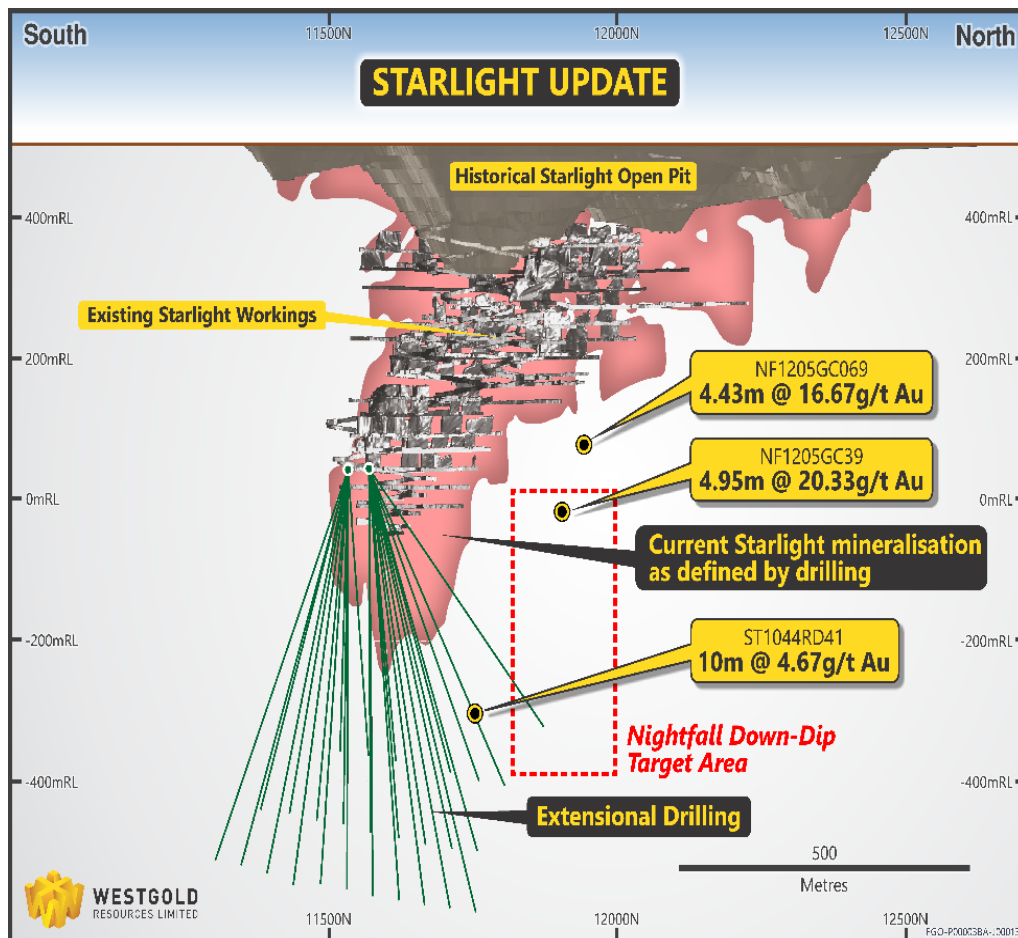 South
11500N
12000N
12500N
North
STARLIGHT UPDATE
Historical Starlight Open Pit
400mRL
400mRL
Existing Starlight Workings
200mRL
200mRL
NF1205GC069
4.43m @ 16.67g/t Au
NF1205GC39
4.95m @ 20.33g/t Au
0mRL
0mRL
Current Starlight mineralisation
as defined by drilling
-200mRL
-200mRL
ST1044RD41
10m @ 4.67g/t Au
Nightfall Down-Dip
Target Area
-400mRL
-400mRL
Extensional Drilling
500
Metres
WESTGOLD
RESOURCES LIMITED
11500N
12000N
12500N